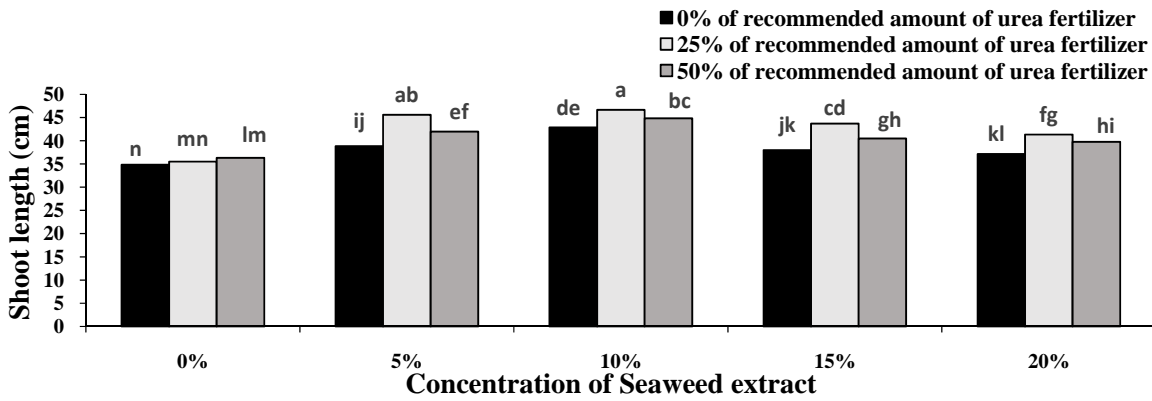 0% of recommended amount of urea fertilizer
25% of recommended amount of urea fertilizer
50% of recommended amount of urea fertilizer
Shoot length (cm)
50
45
40
35
30
25
20
15
10
5
0
n mn lm
ij ab ef
de a bc
jk cd gh
kl fg hi
0% 5% 10% 15% 20%
Concentration of Seaweed extract